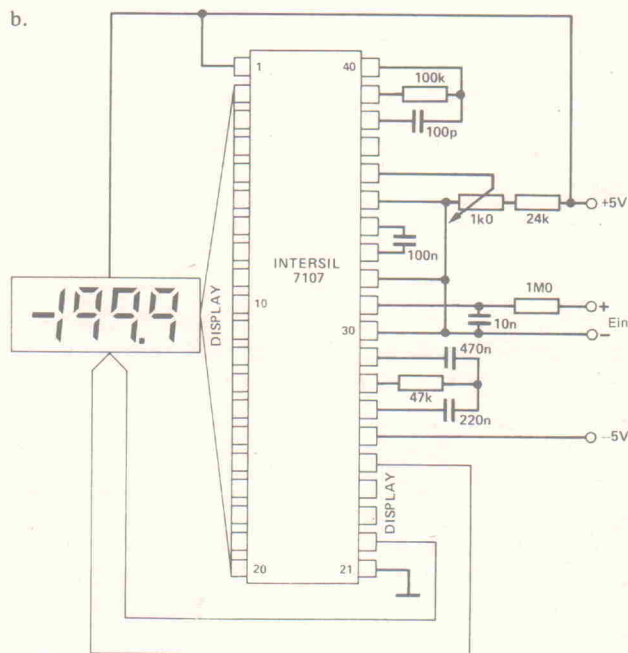 b.
1
40
100k
100p
+5V
1k0
24k
100n
INTERSIL
7107
-199.9
DISPLAY
10
1M0
+
10n
Ein
30
−
470n
47k
220n
--5V
DISPLAY
20
21